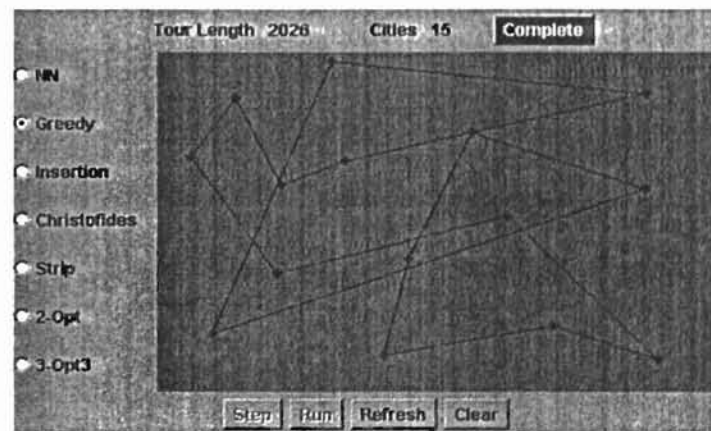 Tour Length 2026 Cities 15 Complete
NN
Greedy
Insertion
Christofides
Strip
2-Opt
3-Opt3
Step Run Refresh Clear